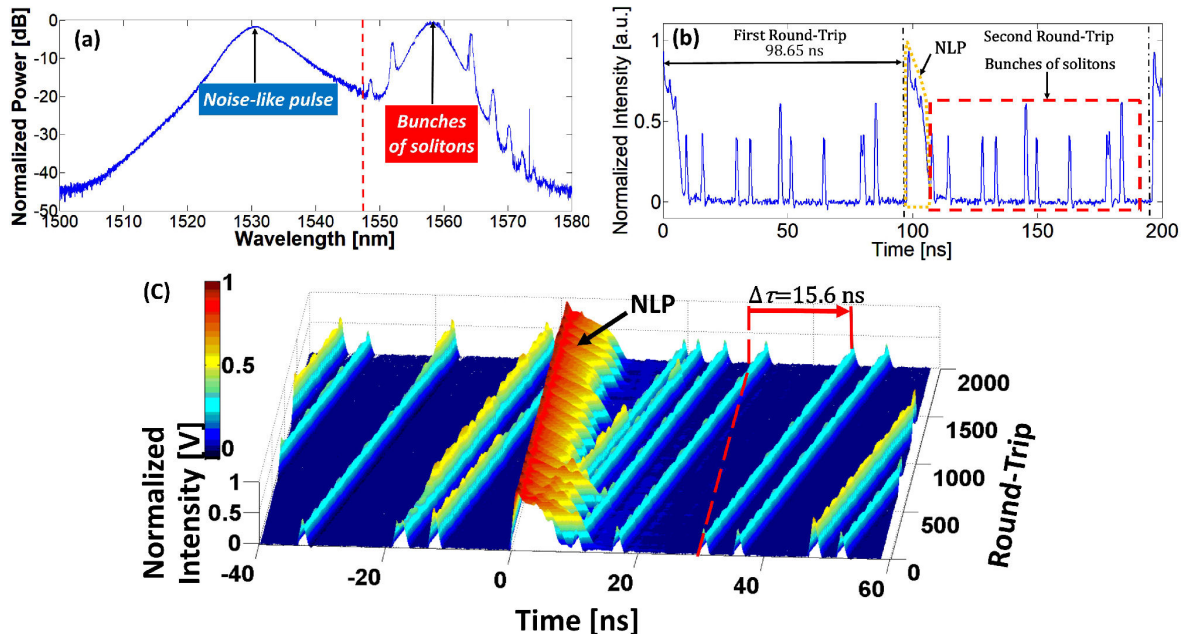 (a)
Normalized Power [dB]
0
-10
-20
-30
-40
-50
Noise-like pulse
Bunches
of solitons
1500 1510 1520 1530 1540 1550 1560 1570 1580
Wavelength [nm]
(b)
Normalized Intensity [a.u.]
1
0.5
0
First Round-Trip
98.65 ns
NLP
Second Round-Trip
Bunches of solitons
0 100 200
Time [ns]
(C)
1
0.5
0
NLP
Δτ=15.6 ns
Normalized
Intensity [V]
1
0.5
0
-40 -20 0 20 40 60
Time [ns]
0
500
1000
1500
2000
Round-Trip